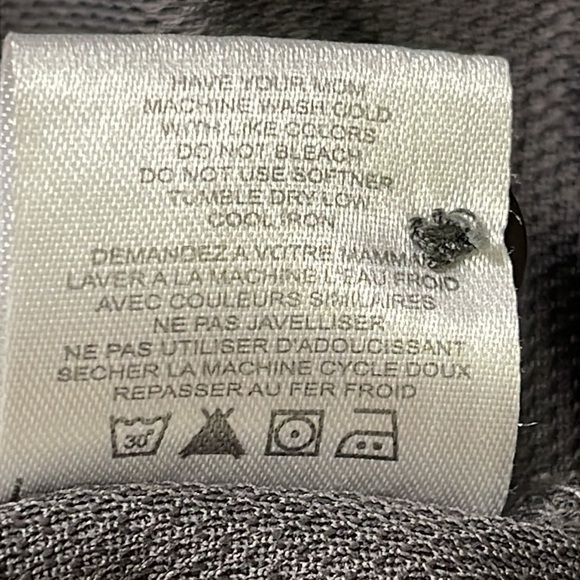 HAVE YOUR MOM
MACHINE WASH COLD
WITH LIKE COLORS
DO NOT BLEACH
DO NOT USE SOFTNER
TUMBLE DRY LOW
COOL IRON
DEMANDEZ A VOTRE MAMMA
LAVER A LA MACHINE L'EAU FROID
AVEC COULEURS SIMILAIRES
NE PAS JAVELLISER
NE PAS UTILISER D'ADOUCISSANT
SECHER LA MACHINE CYCLE DOUX
REPASSER AU FER FROID
30°